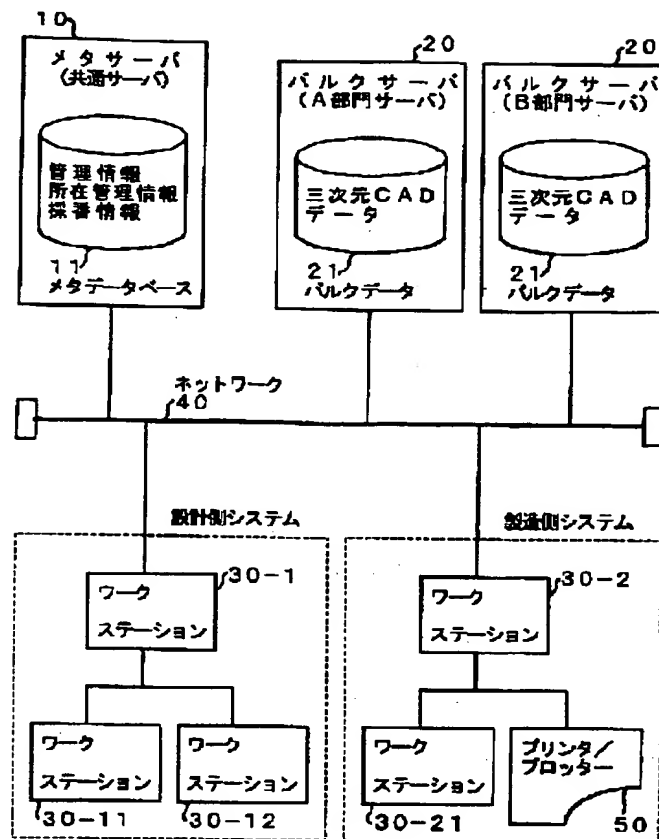 10
メタサーバ
(共通サーバ)
管理情報
所在管理情報
採番情報
11
メタデータベース
20
バルクサーバ
(A部門サーバ)
三次元CAD
データ
21
バルクデータ
20
バルクサーバ
(B部門サーバ)
三次元CAD
データ
21
バルクデータ
ネットワーク
40
設計側システム
30-1
ワーク
ステーション
ワーク
ステーション
30-11
ワーク
ステーション
30-12
製造側システム
30-2
ワーク
ステーション
ワーク
ステーション
30-21
プリンタ/
プロッター
50